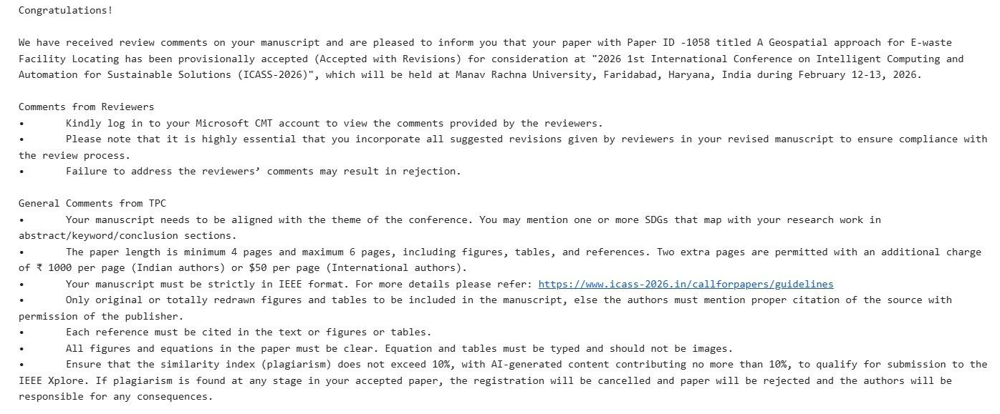 Congratulations!
We have received review comments on your manuscript and are pleased to inform you that your paper with Paper ID -1058 titled A Geospatial approach for E-waste
Facility Locating has been provisionally accepted (Accepted with Revisions) for consideration at "2026 1st International Conference on Intelligent Computing and
Automation for Sustainable Solutions (ICASS-2026)", which will be held at Manav Rachna University, Faridabad, Haryana, India during February 12-13, 2026.
Comments from Reviewers
• Kindly log in to your Microsoft CMT account to view the comments provided by the reviewers.
• Please note that it is highly essential that you incorporate all suggested revisions given by reviewers in your revised manuscript to ensure compliance with
the review process.
• Failure to address the reviewers’ comments may result in rejection.
General Comments from TPC
• Your manuscript needs to be aligned with the theme of the conference. You may mention one or more SDGs that map with your research work in
abstract/keyword/conclusion sections.
• The paper length is minimum 4 pages and maximum 6 pages, including figures, tables, and references. Two extra pages are permitted with an additional charge
of ₹ 1000 per page (Indian authors) or $50 per page (International authors).
• Your manuscript must be strictly in IEEE format. For more details please refer: https://www.icass-2026.in/callforpapers/guidelines
• Only original or totally redrawn figures and tables to be included in the manuscript, else the authors must mention proper citation of the source with
permission of the publisher.
• Each reference must be cited in the text or figures or tables.
• All figures and equations in the paper must be clear. Equation and tables must be typed and should not be images.
• Ensure that the similarity index (plagiarism) does not exceed 10%, with AI-generated content contributing no more than 10%, to qualify for submission to the
IEEE Xplore. If plagiarism is found at any stage in your accepted paper, the registration will be cancelled and paper will be rejected and the authors will be
responsible for any consequences.